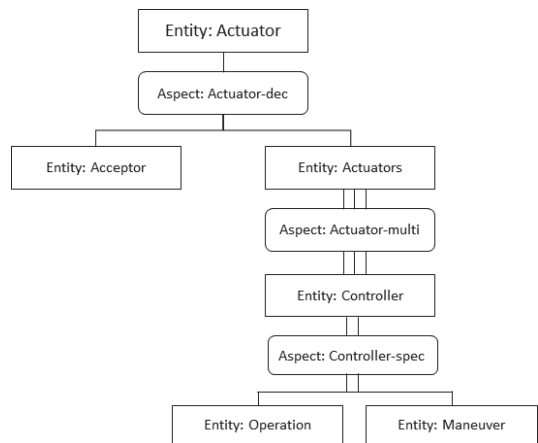 Entity: Actuator
Aspect: Actuator-dec
Entity: Acceptor
Entity: Actuators
Aspect: Actuator-multi
Entity: Controller
Aspect: Controller-spec
Entity: Operation
Entity: Maneuver